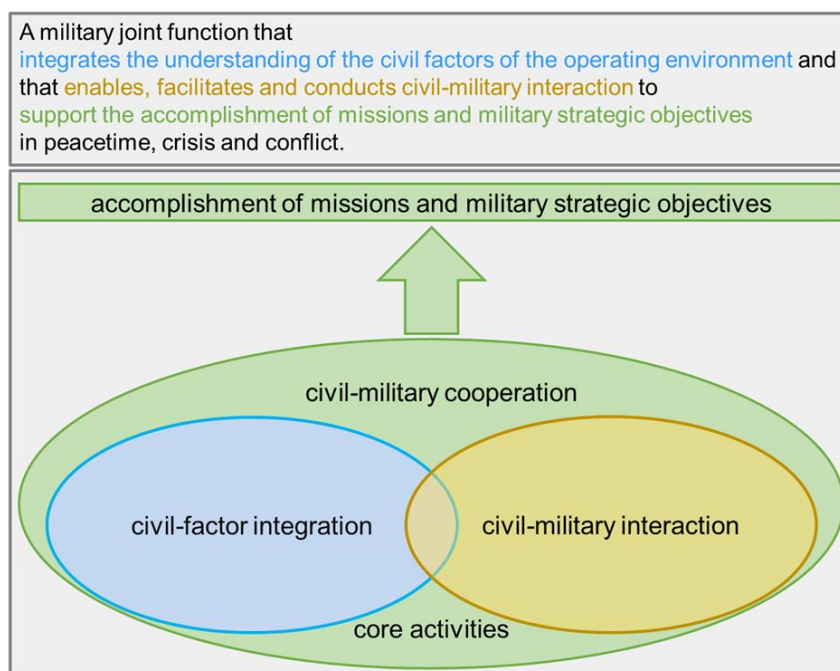 A military joint function that
integrates the understanding of the civil factors of the operating environment and
that enables, facilitates and conducts civil-military interaction to
support the accomplishment of missions and military strategic objectives
in peacetime, crisis and conflict.
accomplishment of missions and military strategic objectives
civil-military cooperation
civil-factor integration
civil-military interaction
core activities